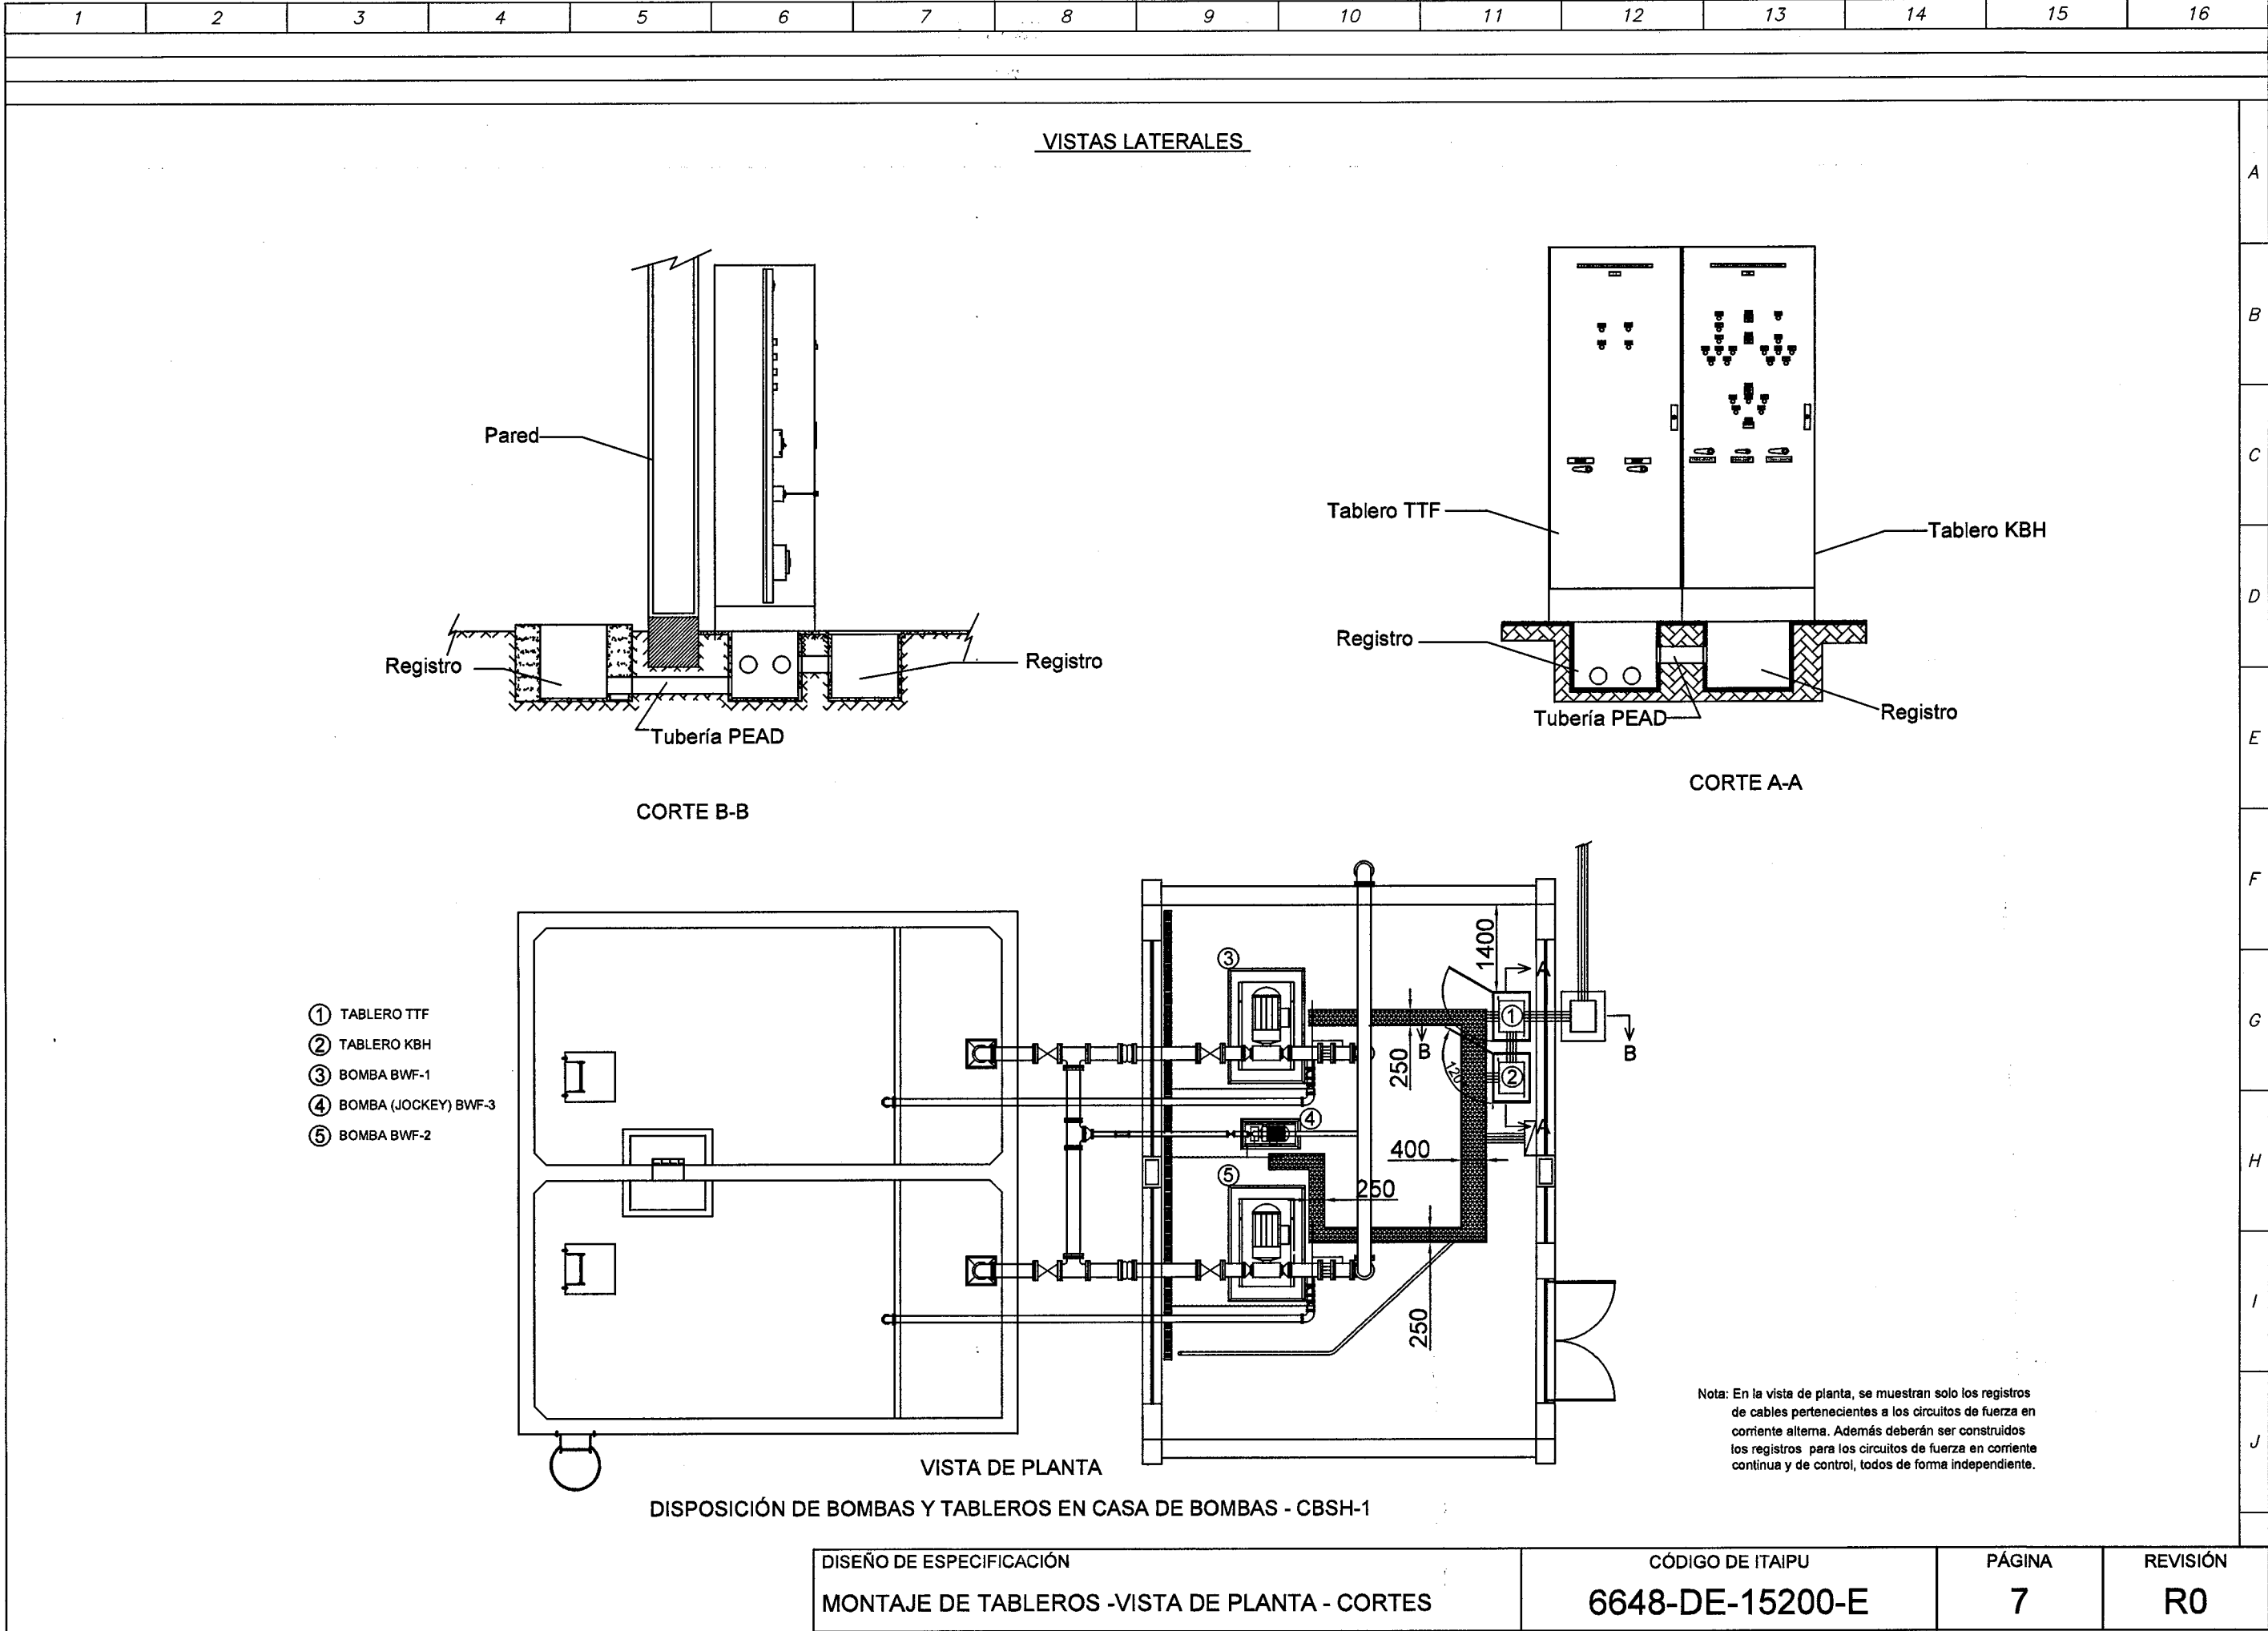 1 2 3 4 5 6 7 8 9 10 11 12 13 14 15 16
A
B
C
D
E
F
G
H
I
J
VISTAS LATERALES
Pared
Registro
Registro
Tubería PEAD
CORTE B-B
Tablero TTF
Tablero KBH
Registro
Tubería PEAD
Registro
CORTE A-A
1 TABLERO TTF
2 TABLERO KBH
3 BOMBA BWF-1
4 BOMBA (JOCKEY) BWF-3
5 BOMBA BWF-2
3
1400
A
1
B
250
B
120
2
4
A
400
5
250
250
Nota: En la vista de planta, se muestran solo los registros
de cables pertenecientes a los circuitos de fuerza en
corriente alterna. Además deberán ser construidos
los registros para los circuitos de fuerza en corriente
continua y de control, todos de forma independiente.
VISTA DE PLANTA
DISPOSICIÓN DE BOMBAS Y TABLEROS EN CASA DE BOMBAS - CBSH-1
DISEÑO DE ESPECIFICACIÓN
MONTAJE DE TABLEROS -VISTA DE PLANTA - CORTES
CÓDIGO DE ITAIPU
6648-DE-15200-E
PÁGINA
7
REVISIÓN
R0